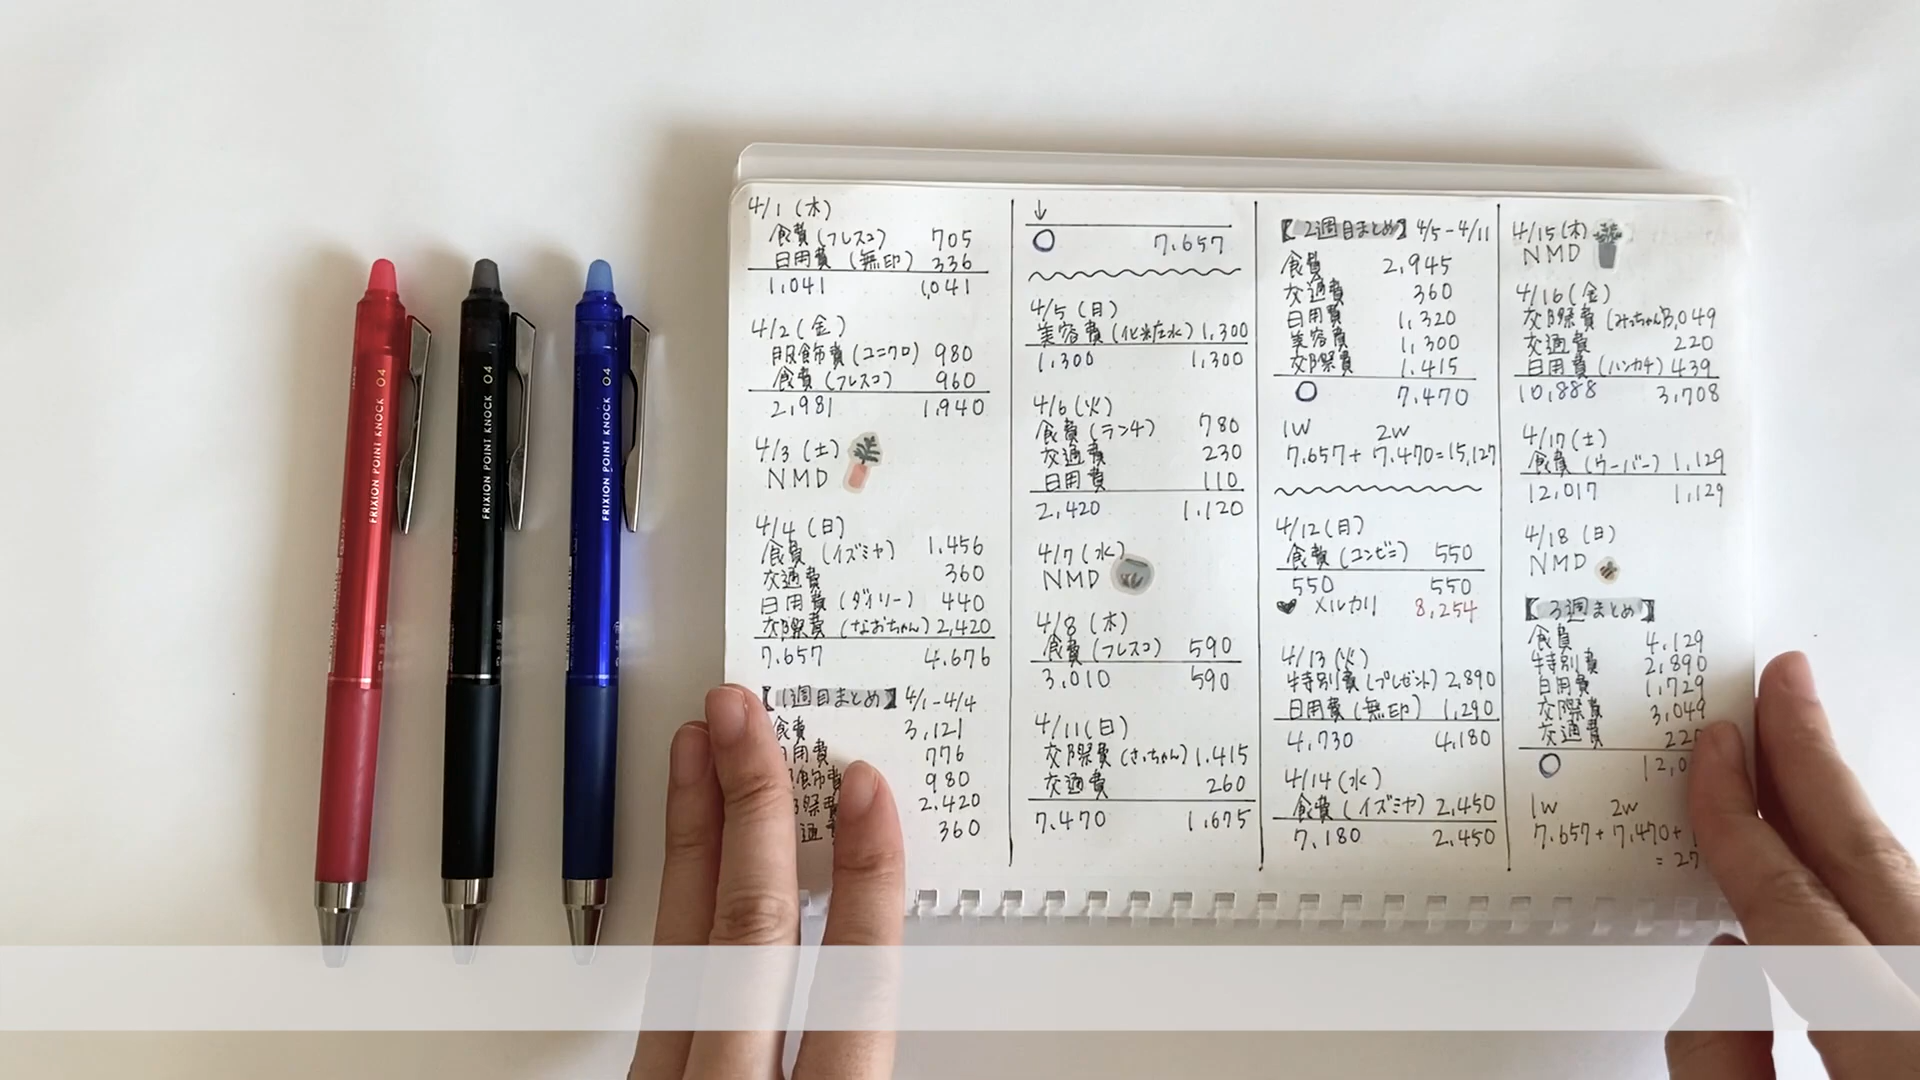 FRIXION POINT KNOCK 04
FRIXION POINT KNOCK 04
FRIXION POINT KNOCK 04
4/1 (木)
食費 (フレスコ) 705
日用費 (無印) 336
1,041 1,041
4/2 (金)
服飾費 (ユニクロ) 980
食費 (フレスコ) 960
2,981 1,940
4/3 (土)
NMD
4/4 (日)
食費 (イズミヤ) 1,456
交通費 360
日用費 (ダイソー) 440
交際費 (なおちゃん) 2,420
7,657 4,676
【1週目まとめ】 4/1-4/4
食費 3,121
用費 776
飾費 980
際費 2,420
通 360
↓
○ 7,657
4/5 (日)
美容費 (化粧水) 1,300
1,300 1,300
4/6 (火)
食費 (ランチ) 780
交通費 230
日用費 110
2,420 1,120
4/7 (水)
NMD
4/8 (木)
食費 (フレスコ) 590
3,010 590
4/11 (日)
交際費 (さっちゃん) 1,415
交通費 260
7,470 1,675
【2週目まとめ】 4/5-4/11
食費 2,945
交通費 360
日用費 1,320
美容費 1,300
交際費 1,415
○ 7,470
1W 2W
7,657+ 7,470=15,127
4/12 (月)
食費 (コンビニ) 550
550 550
♥ メルカリ 8,254
4/13 (火)
特別費 (プレゼント) 2,890
日用費 (無印) 1,290
4,730 4,180
4/14 (水)
食費 (イズミヤ) 2,450
7,180 2,450
4/15 (木)
NMD
4/16 (金)
交際費 (みっちゃん) 3,049
交通費 220
日用費 (ハンカチ) 439
10,888 3,708
4/17 (土)
食費 (ウーバー) 1,129
12,017 1,129
4/18 (日)
NMD
【3週まとめ】
食費 4,129
特別費 2,890
日用費 1,729
交際費 3,049
交通費 220
○ 12,0
1W 2W
7,657+ 7,470+
= 27